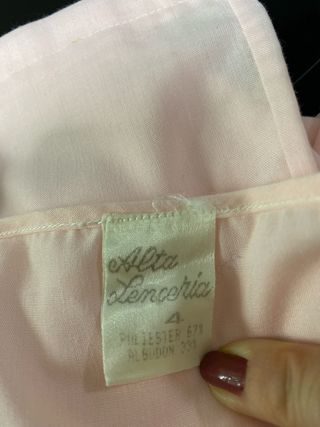 Alta
Lencería
4
POLIESTER 67%
ALGODON 33%